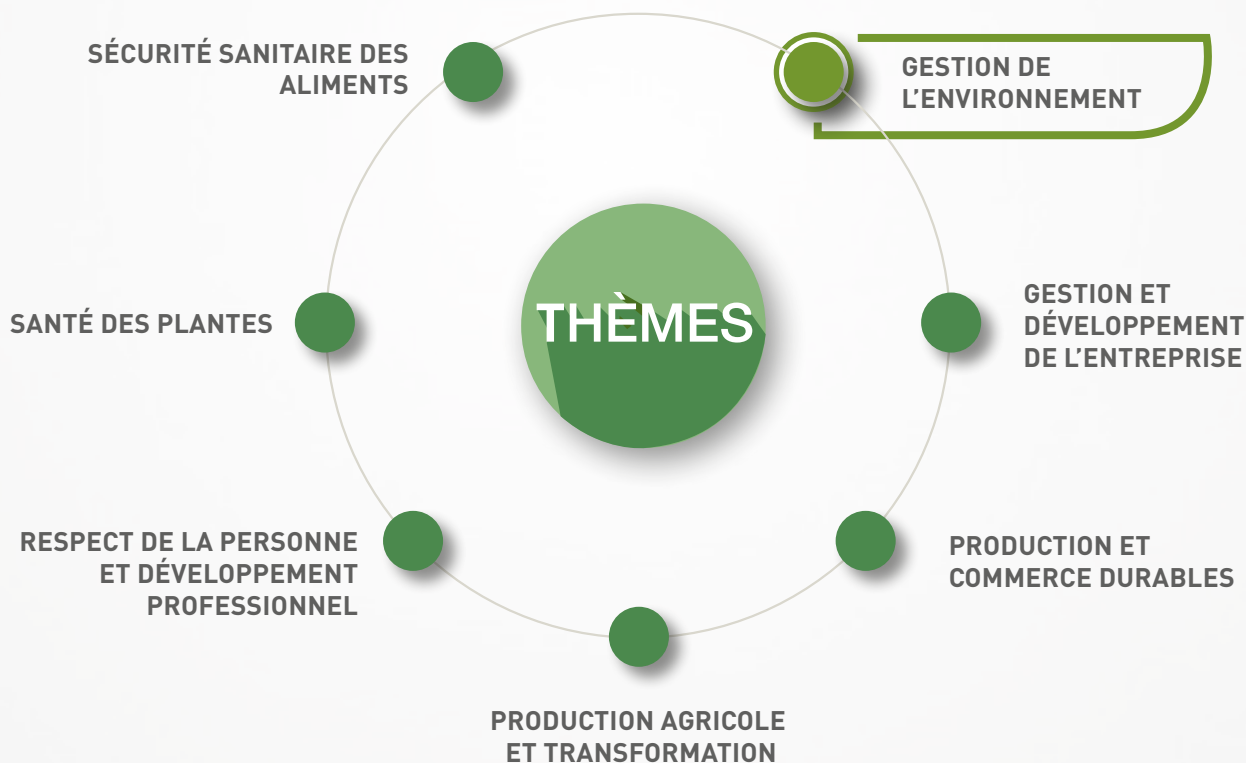 SÉCURITÉ SANITAIRE DES
ALIMENTS
GESTION DE
L'ENVIRONNEMENT
SANTÉ DES PLANTES
THÈMES
GESTION ET
DÉVELOPPEMENT
DE L'ENTREPRISE
RESPECT DE LA PERSONNE
ET DÉVELOPPEMENT
PROFESSIONNEL
PRODUCTION ET
COMMERCE DURABLES
PRODUCTION AGRICOLE
ET TRANSFORMATION